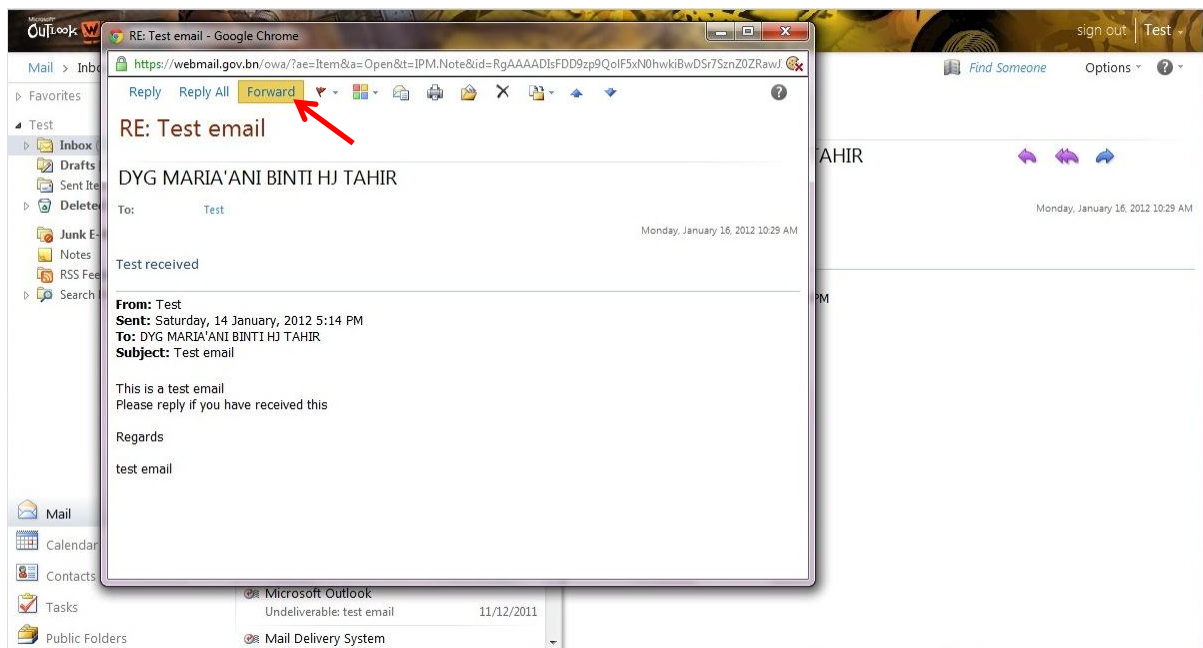 Microsoft
OutLook W
sign out Test
RE: Test email - Google Chrome
https://webmail.gov.bn/owa/?ae=Item&a=Open&t=IPM.Note&id=RgAAAADIsFDD9zp9QoIF5xN0hwkiBwDSr7SznZ0ZRawJ
Mail > Inbo
Find Someone Options ?
Reply Reply All Forward ?
RE: Test email
DYG MARIA'ANI BINTI HJ TAHIR
To: Test
Monday, January 16, 2012 10:29 AM
Test received
From: Test
Sent: Saturday, 14 January, 2012 5:14 PM
To: DYG MARIA'ANI BINTI HJ TAHIR
Subject: Test email
This is a test email
Please reply if you have received this
Regards
test email
Favorites
Test
Inbox
Drafts
Sent Ite
Delete
Junk E-
Notes
RSS Fee
Search
Mail
Calendar
Contacts
Tasks
Public Folders
Microsoft Outlook
Undeliverable: test email 11/12/2011
Mail Delivery System
TAHIR
Monday, January 16, 2012 10:29 AM
PM